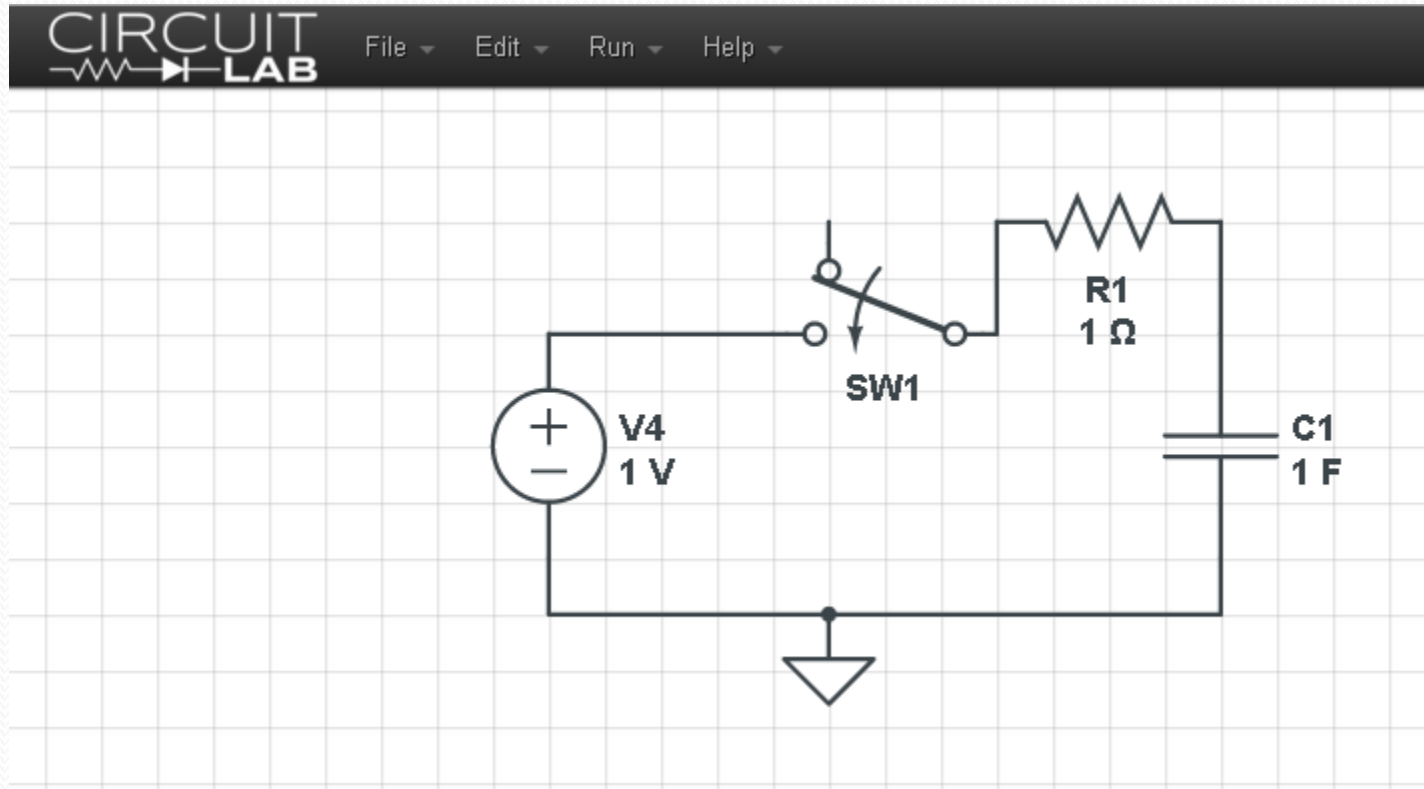 CIRCUIT
LAB
File Edit Run Help
R1
1 Ω
SW1
V4
1 V
C1
1 F